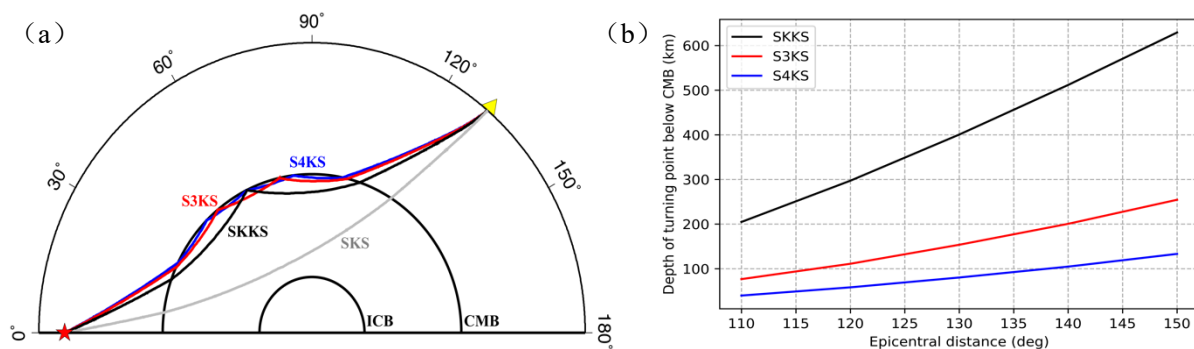 (a)
90°
60°
120°
30°
150°
0°
180°
S4KS
S3KS
SKKS
SKS
ICB
CMB
(b)
Depth of turning point below CMB (km)
600
500
400
300
200
100
SKKS
S3KS
S4KS
110 115 120 125 130 135 140 145 150
Epicentral distance (deg)